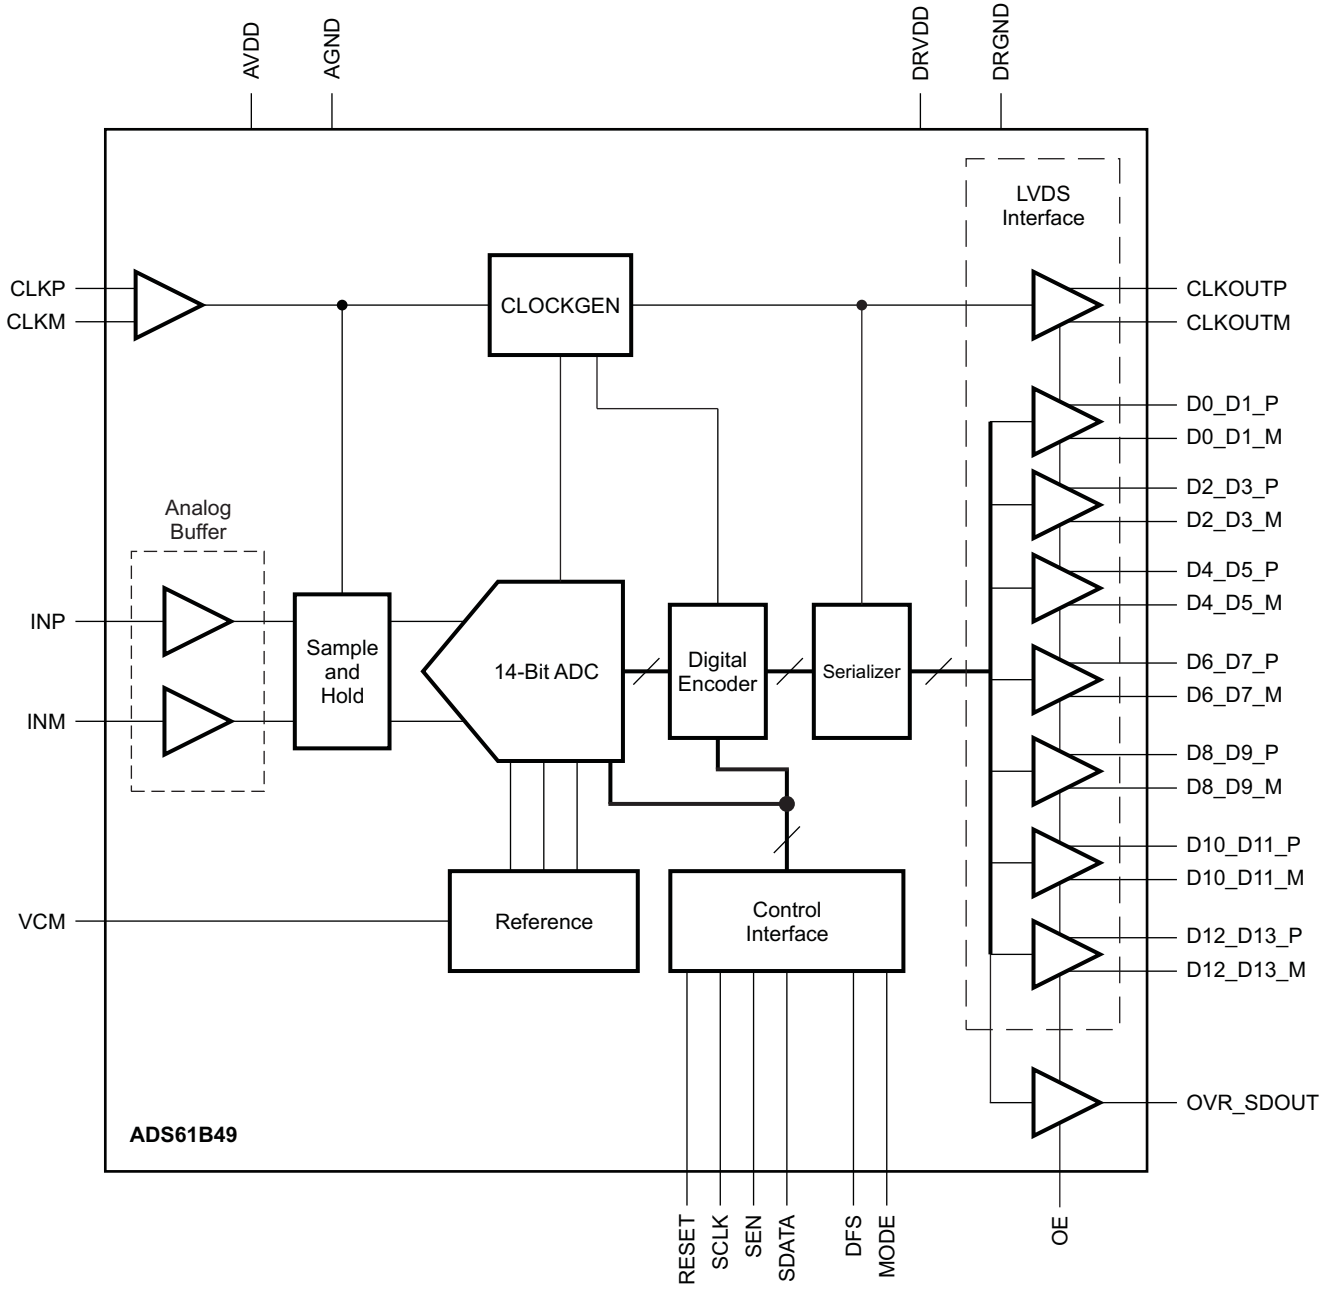 AVDD
AGND
DRVDD
DRGND
LVDS
Interface
CLKP
CLKM
CLOCKGEN
CLKOUTP
CLKOUTM
D0_D1_P
D0_D1_M
D2_D3_P
D2_D3_M
D4_D5_P
D4_D5_M
D6_D7_P
D6_D7_M
D8_D9_P
D8_D9_M
D10_D11_P
D10_D11_M
D12_D13_P
D12_D13_M
Analog
Buffer
INP
INM
Sample
and
Hold
14-Bit ADC
Digital
Encoder
Serializer
VCM
Reference
Control
Interface
OVR_SDOUT
ADS61B49
RESET
SCLK
SEN
SDATA
DFS
MODE
OE